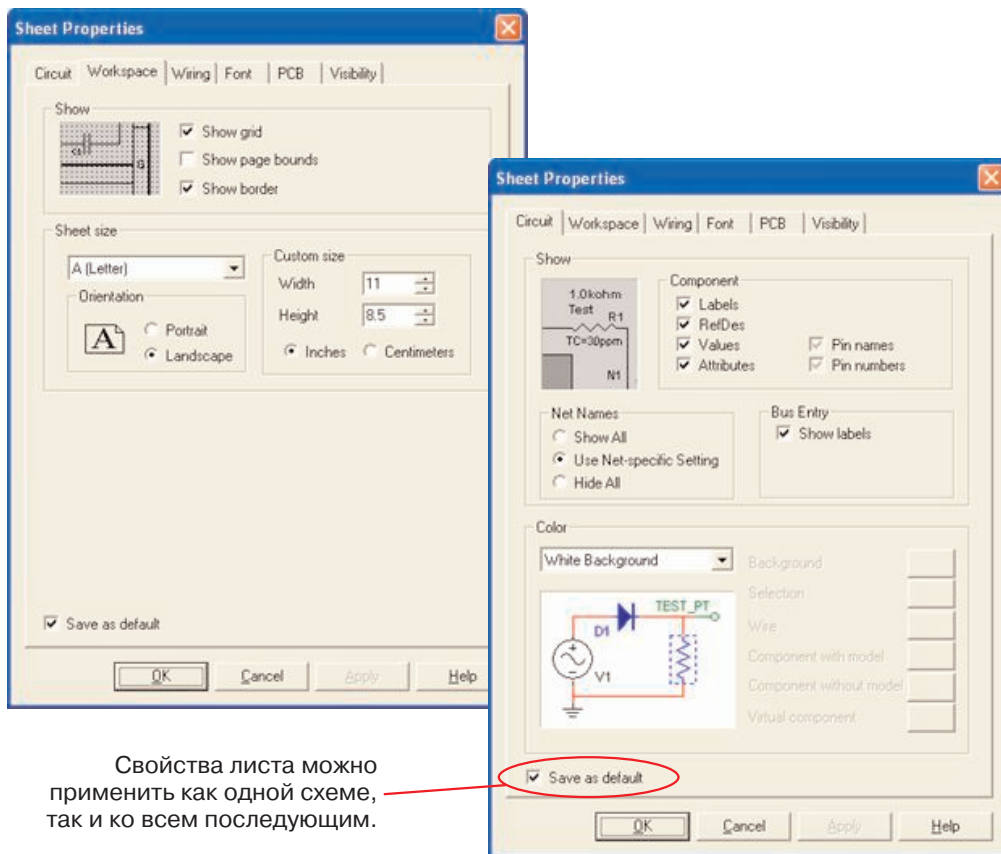 Sheet Properties
Circuit Workspace Wiring Font PCB Visibility
Show
C1
G
Show grid
Show page bounds
Show border
Sheet size
A (Letter)
Orientation
A
Portrait
Landscape
Custom size
Width 11
Height 8.5
Inches Centimeters
Save as default
OK Cancel Apply Help
Sheet Properties
Circuit Workspace Wiring Font PCB Visibility
Show
1.0kohm
Test R1
TC=30ppm
N1
Component
Labels
RefDes
Values Pin names
Attributes Pin numbers
Net Names
Show All
Use Net-specific Setting
Hide All
Bus Entry
Show labels
Color
White Background
TEST_PT
D1
V1
Background
Selection
Wire
Component with model
Component without model
Virtual component
Save as default
OK Cancel Apply Help
Свойства листа можно
применить как одной схеме,
так и ко всем последующим.